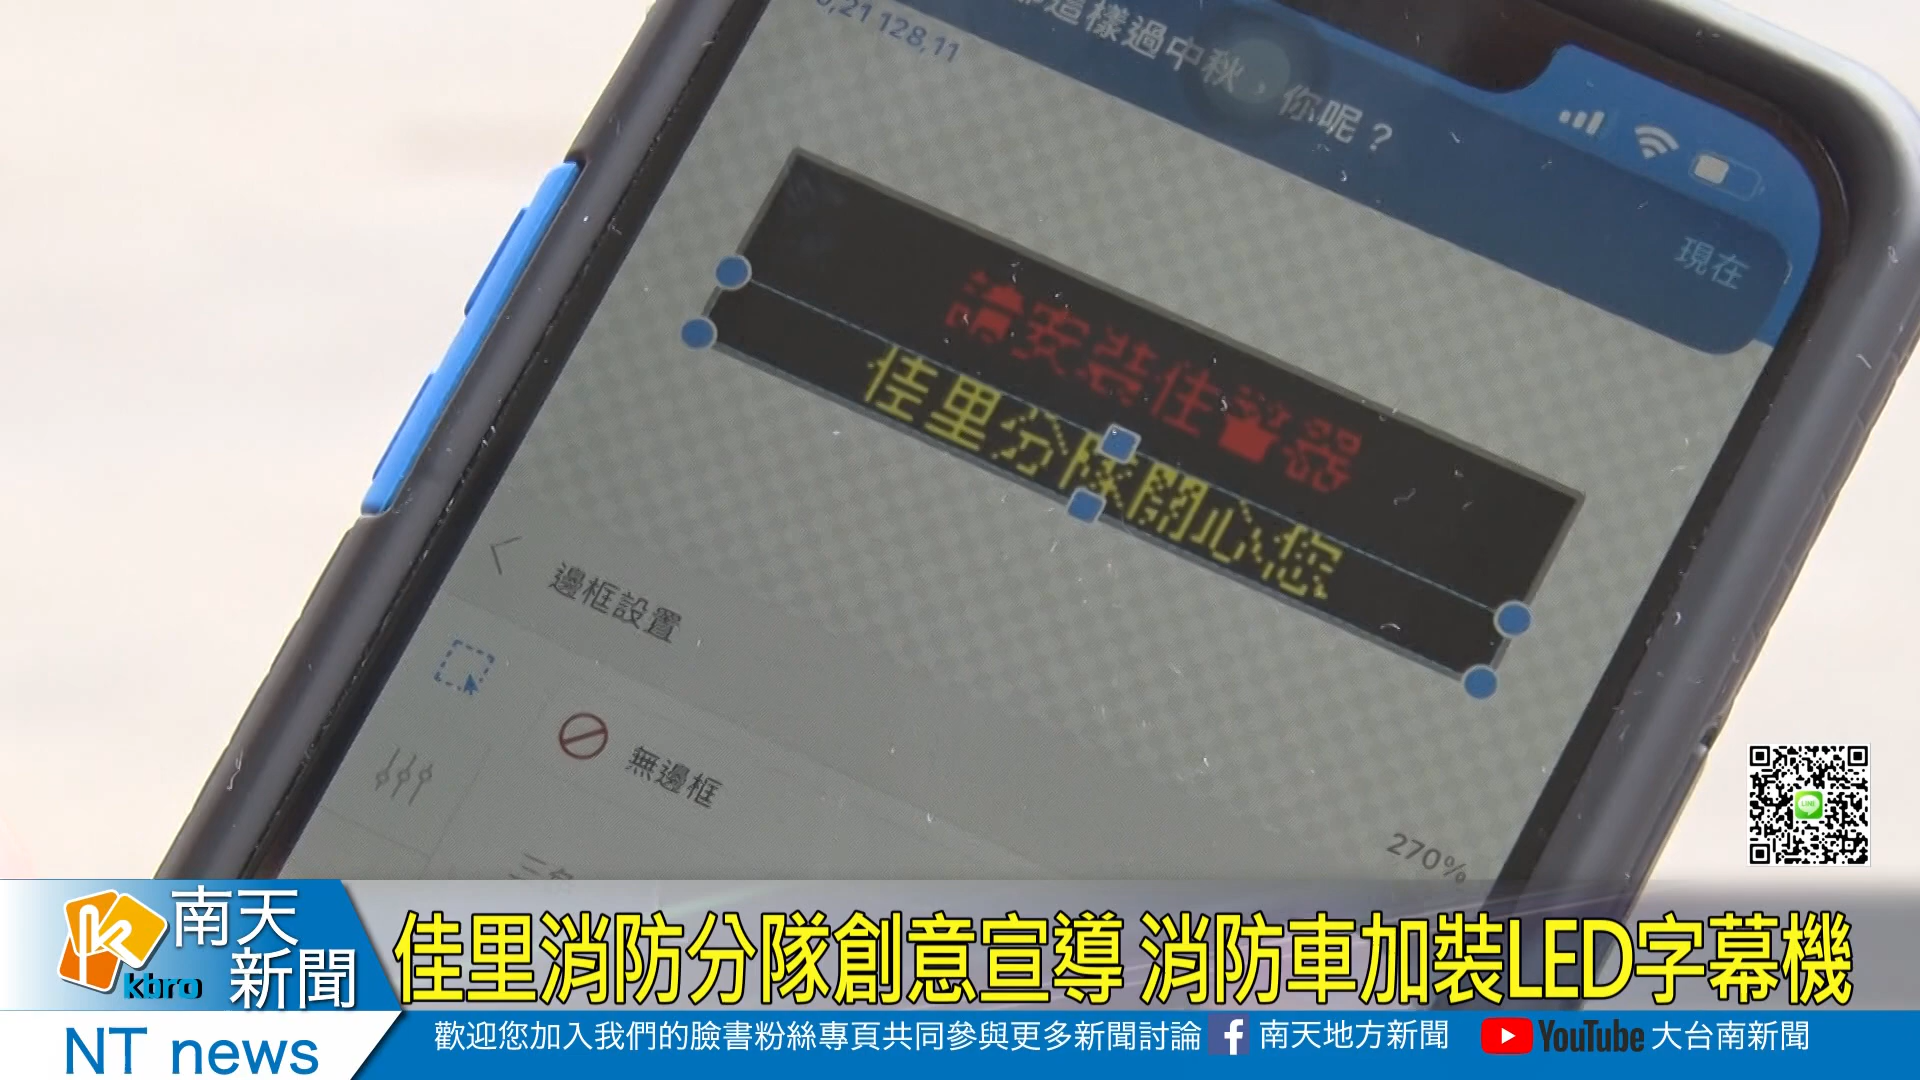 這樣過中秋，你呢？
,21 128,11
現在
請安裝住警器
佳里分隊關心您
邊框設置
無邊框
270%
LINE
南天
新聞
kbro
佳里消防分隊創意宣導 消防車加裝LED字幕機
NT news
歡迎您加入我們的臉書粉絲專頁共同參與更多新聞討論 f 南天地方新聞 YouTube 大台南新聞